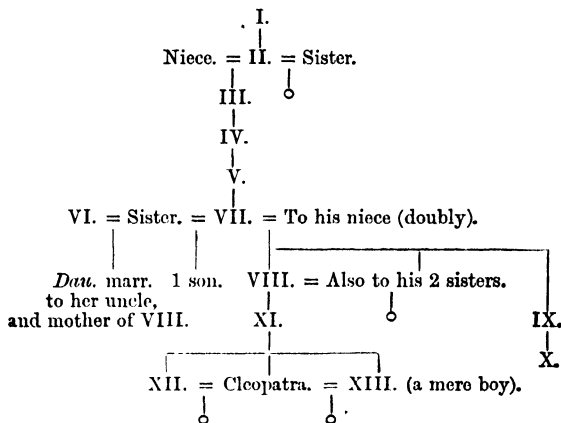 I.
Niece. = II. = Sister.
III.
IV.
V.
VI. = Sister. = VII. = To his niece (doubly).
Dau. marr. 1 son. VIII. = Also to his 2 sisters.
to her uncle,
and mother of VIII. XI. IX.
X.
XII. = Cleopatra. = XIII. (a mere boy).